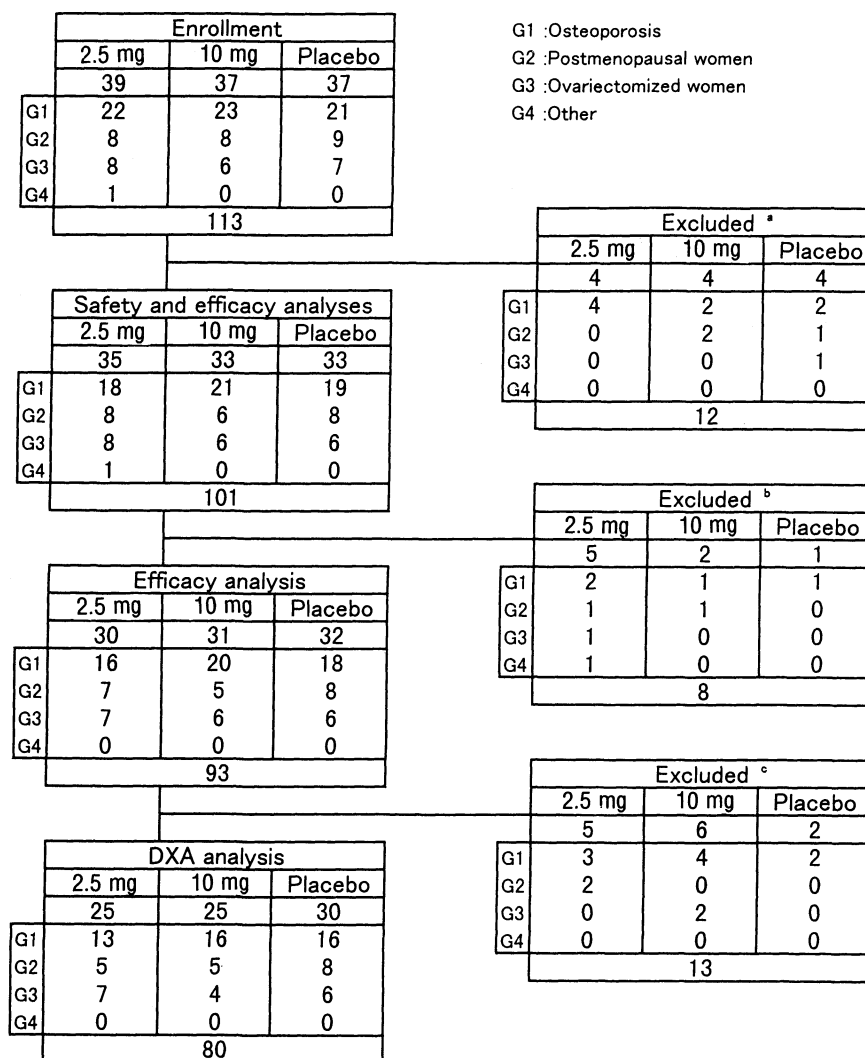 Enrollment
2.5 mg 10 mg Placebo
39 37 37
G1 22 23 21
G2 8 8 9
G3 8 6 7
G4 1 0 0
113
G1 :Osteoporosis
G2 :Postmenopausal women
G3 :Ovariectomized women
G4 :Other
Excluded a
2.5 mg 10 mg Placebo
4 4 4
G1 4 2 2
G2 0 2 1
G3 0 0 1
G4 0 0 0
12
Safety and efficacy analyses
2.5 mg 10 mg Placebo
35 33 33
G1 18 21 19
G2 8 6 8
G3 8 6 6
G4 1 0 0
101
Excluded b
2.5 mg 10 mg Placebo
5 2 1
G1 2 1 1
G2 1 1 0
G3 1 0 0
G4 1 0 0
8
Efficacy analysis
2.5 mg 10 mg Placebo
30 31 32
G1 16 20 18
G2 7 5 8
G3 7 6 6
G4 0 0 0
93
Excluded c
2.5 mg 10 mg Placebo
5 6 2
G1 3 4 2
G2 2 0 0
G3 0 2 0
G4 0 0 0
13
DXA analysis
2.5 mg 10 mg Placebo
25 25 30
G1 13 16 16
G2 5 5 8
G3 7 4 6
G4 0 0 0
80